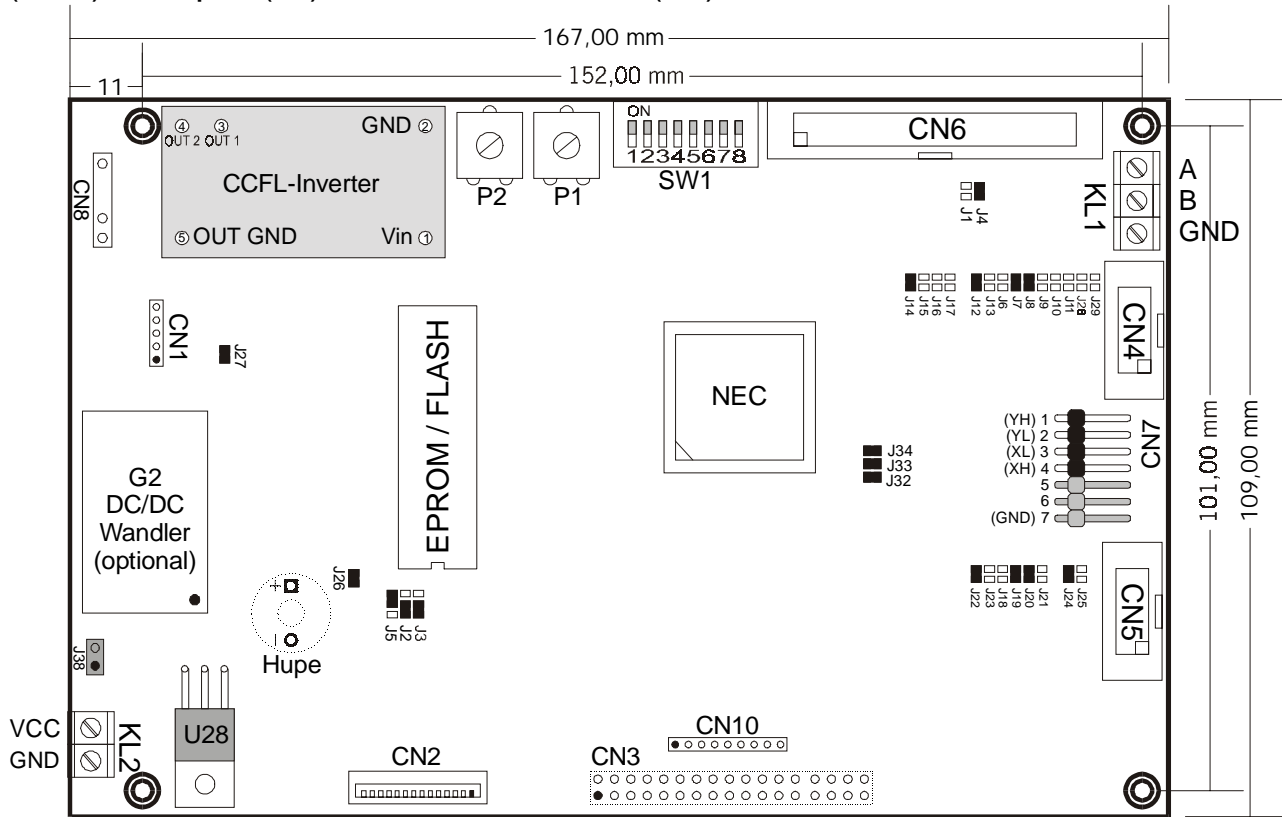 167,00 mm
152,00 mm
11
ON
④ ③ GND ②
OUT 2 OUT 1
CCFL-Inverter
⑤ OUT GND Vin ①
CN8
P2
P1
12345678
SW1
CN6
A
B
GND
KL1
J1
J4
J14
J15
J16
J17
J12
J13
J6
J7
J8
J9
J10
J11
J28
J29
CN4
CN1
J27
EPROM / FLASH
NEC
J34
J33
J32
(YH) 1
(YL) 2
(XL) 3
(XH) 4
5
6
(GND) 7
CN7
101,00 mm
109,00 mm
G2
DC/DC
Wandler
(optional)
J26
+
–
Hupe
J5
J2
J3
J22
J23
J18
J19
J20
J21
J24
J25
CN5
J38
VCC
GND
KL2
U28
CN2
CN3
CN10